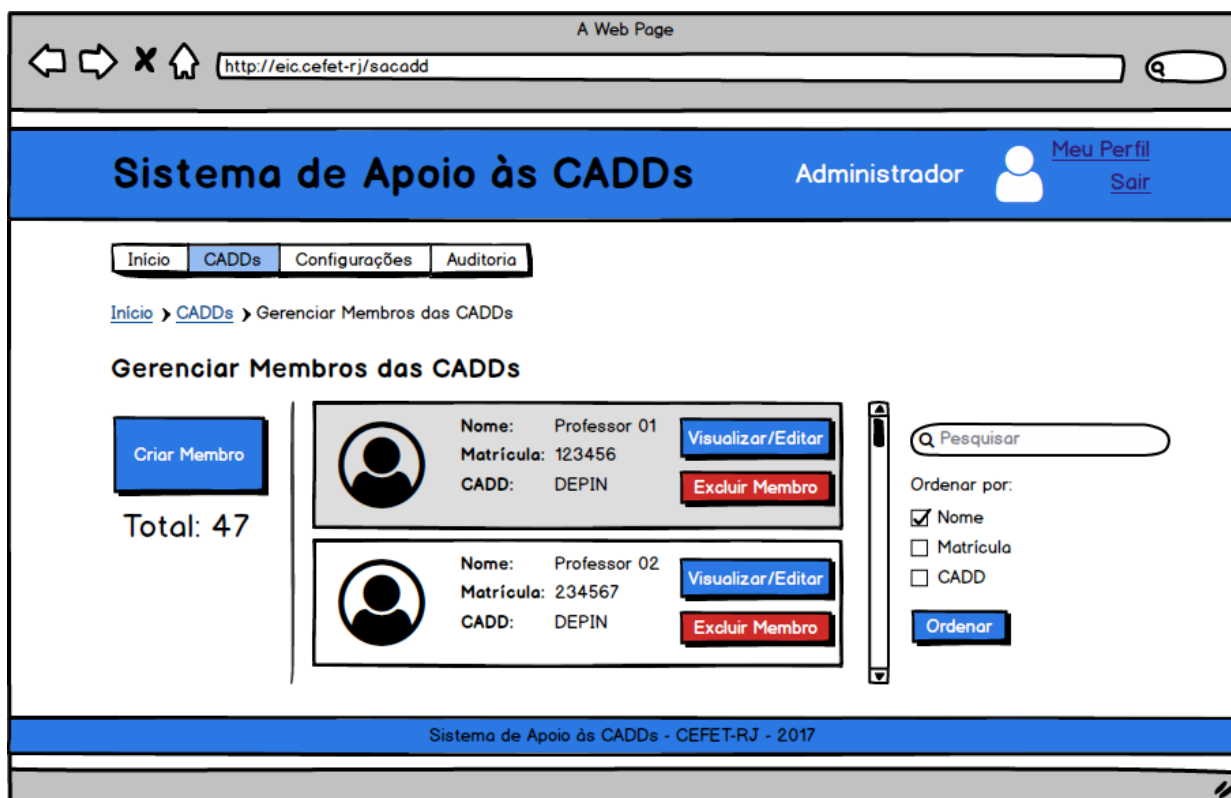 A Web Page
http://eic.cefet-rj/sacadd
Sistema de Apoio às CADDs
Administrador
Meu Perfil
Sair
Início CADDs Configurações Auditoria
Início > CADDs > Gerenciar Membros das CADDs
Gerenciar Membros das CADDs
Criar Membro
Total: 47
Nome: Professor 01
Matrícula: 123456
CADD: DEPIN
Visualizar/Editar
Excluir Membro
Nome: Professor 02
Matrícula: 234567
CADD: DEPIN
Visualizar/Editar
Excluir Membro
Pesquisar
Ordenar por:
Nome
Matrícula
CADD
Ordenar
Sistema de Apoio às CADDs - CEFET-RJ - 2017